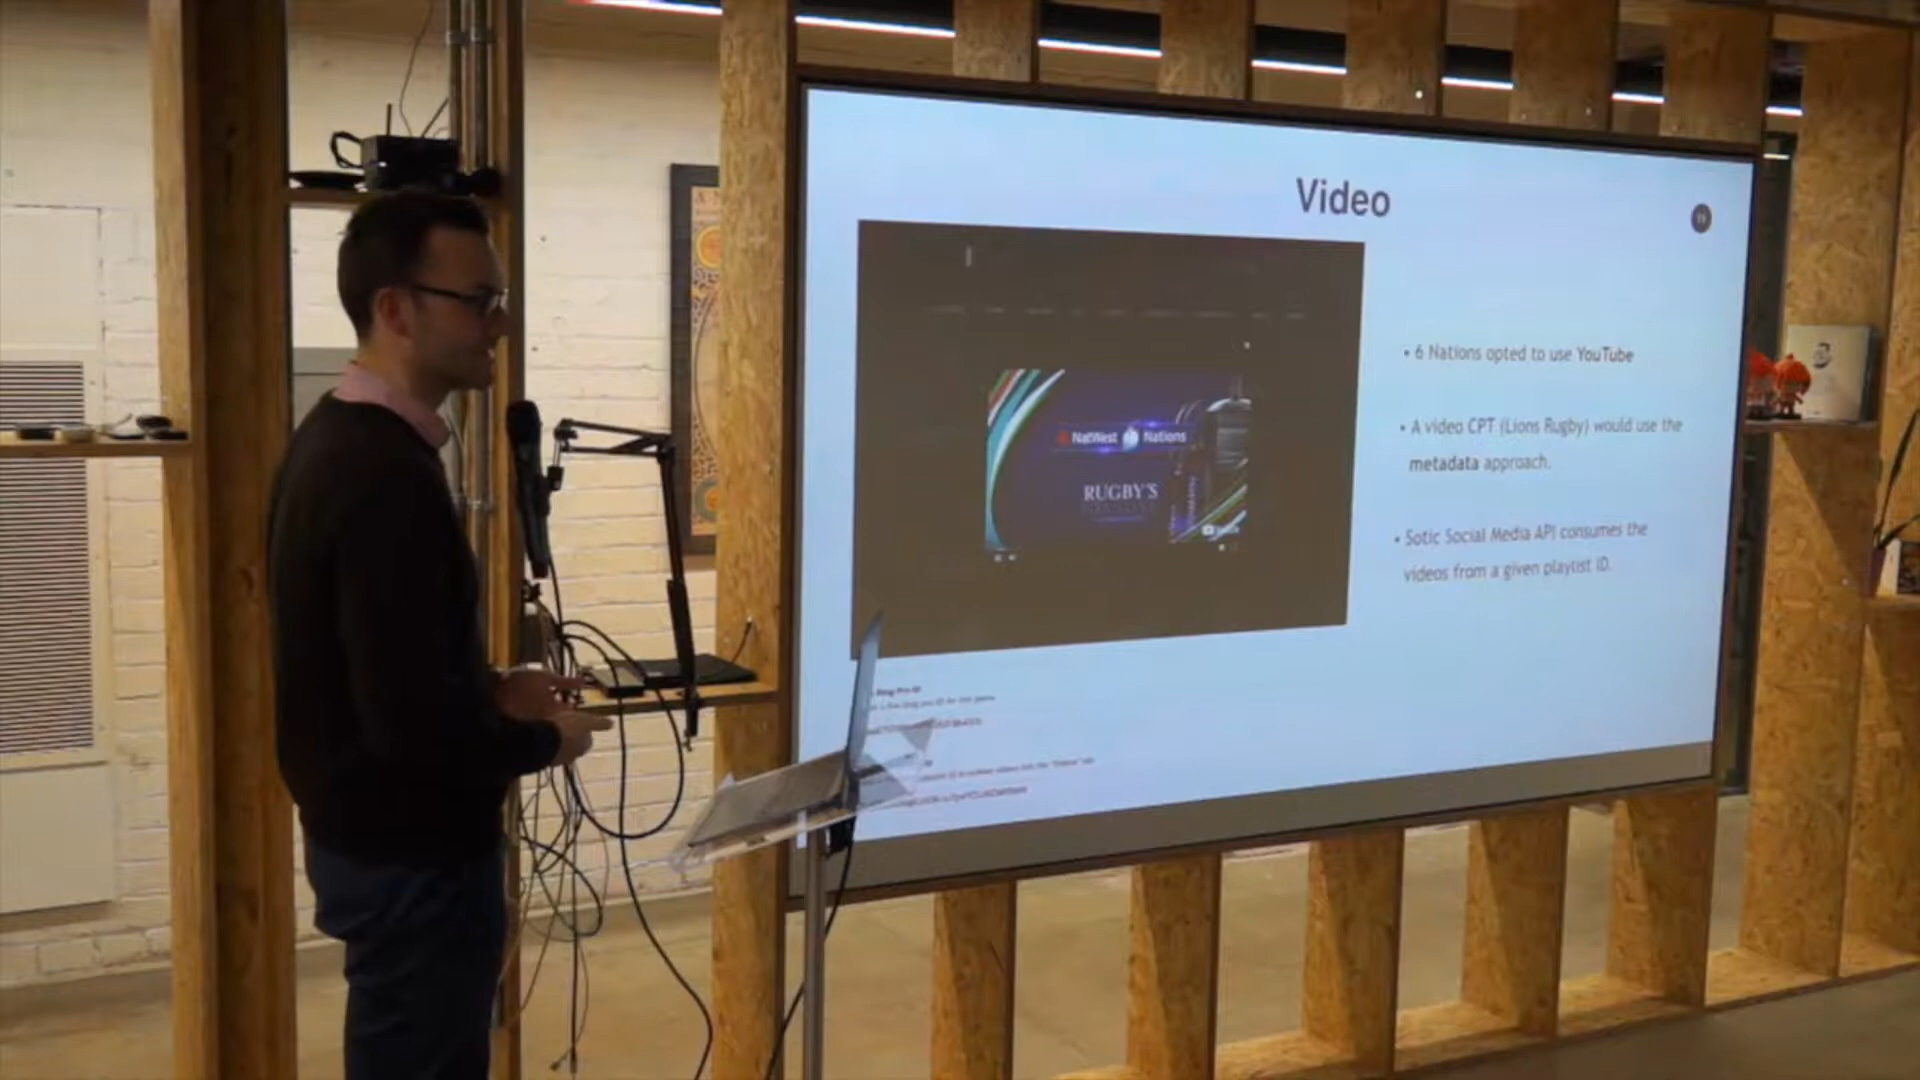 Video
• 6 Nations opted to use YouTube
• A video CPT (Lions Rugby) would use the
metadata approach.
• Sotic Social Media API consumes the
videos from a given playlist ID.
NatWest 6 Nations
RUGBY'S